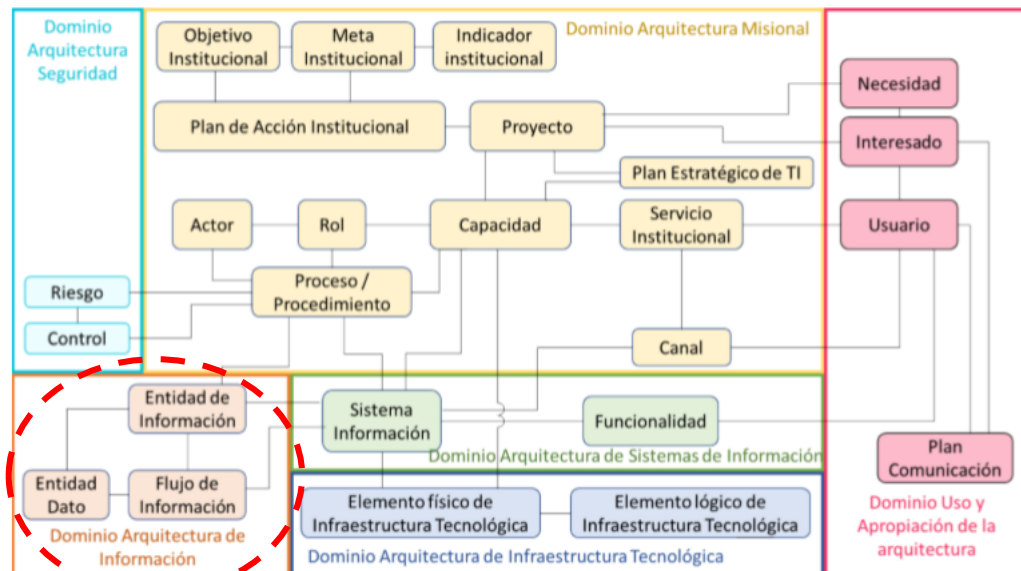 Dominio
Arquitectura
Seguridad
Objetivo
Institucional
Meta
Institucional
Indicador
institucional
Dominio Arquitectura Misional
Necesidad
Plan de Acción Institucional
Proyecto
Interesado
Plan Estratégico de TI
Actor
Rol
Capacidad
Servicio
Institucional
Usuario
Riesgo
Proceso /
Procedimiento
Control
Canal
Entidad de
Información
Sistema
Información
Funcionalidad
Dominio Arquitectura de Sistemas de Información
Plan
Comunicación
Entidad
Dato
Flujo de
Información
Dominio Arquitectura de
Información
Elemento físico de
Infraestructura Tecnológica
Elemento lógico de
Infraestructura Tecnológica
Dominio Arquitectura de Infraestructura Tecnológica
Dominio Uso y
Apropiación de la
arquitectura